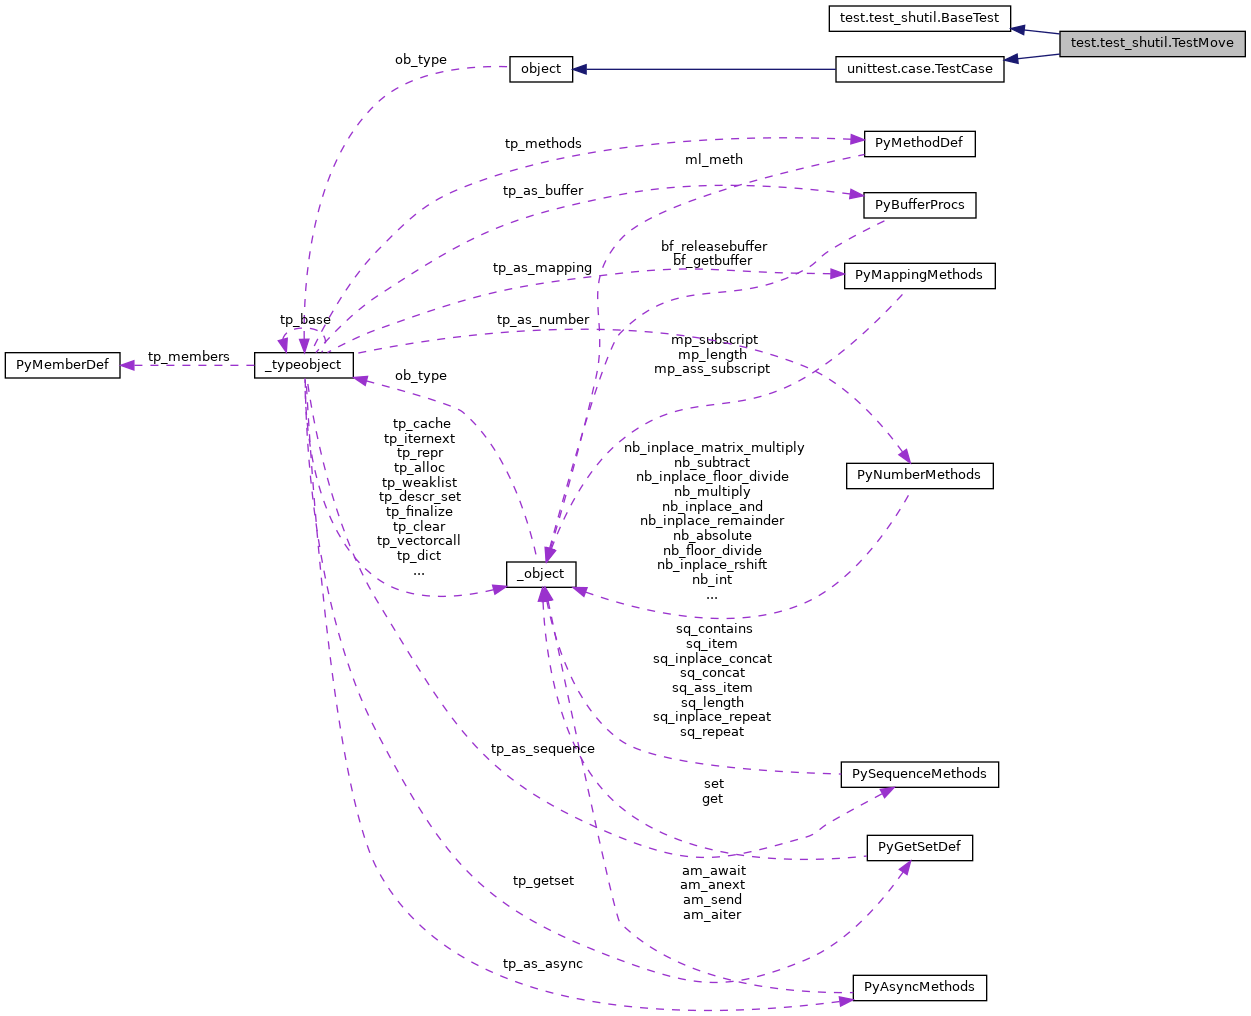 test.test_shutil.BaseTest
test.test_shutil.TestMove
ob_type
object
unittest.case.TestCase
tp_methods
PyMethodDef
ml_meth
tp_as_buffer
PyBufferProcs
bf_releasebuffer
bf_getbuffer
tp_as_mapping
PyMappingMethods
tp_base
tp_as_number
mp_subscript
mp_length
mp_ass_subscript
PyMemberDef
tp_members
_typeobject
ob_type
tp_cache
tp_iternext
tp_repr
tp_alloc
tp_weaklist
tp_descr_set
tp_finalize
tp_clear
tp_vectorcall
tp_dict
...
nb_inplace_matrix_multiply
nb_subtract
nb_inplace_floor_divide
nb_multiply
nb_inplace_and
nb_inplace_remainder
nb_absolute
nb_floor_divide
nb_inplace_rshift
nb_int
...
PyNumberMethods
_object
sq_contains
sq_item
sq_inplace_concat
sq_concat
sq_ass_item
sq_length
sq_inplace_repeat
sq_repeat
tp_as_sequence
PySequenceMethods
set
get
PyGetSetDef
tp_getset
am_await
am_anext
am_send
am_aiter
tp_as_async
PyAsyncMethods